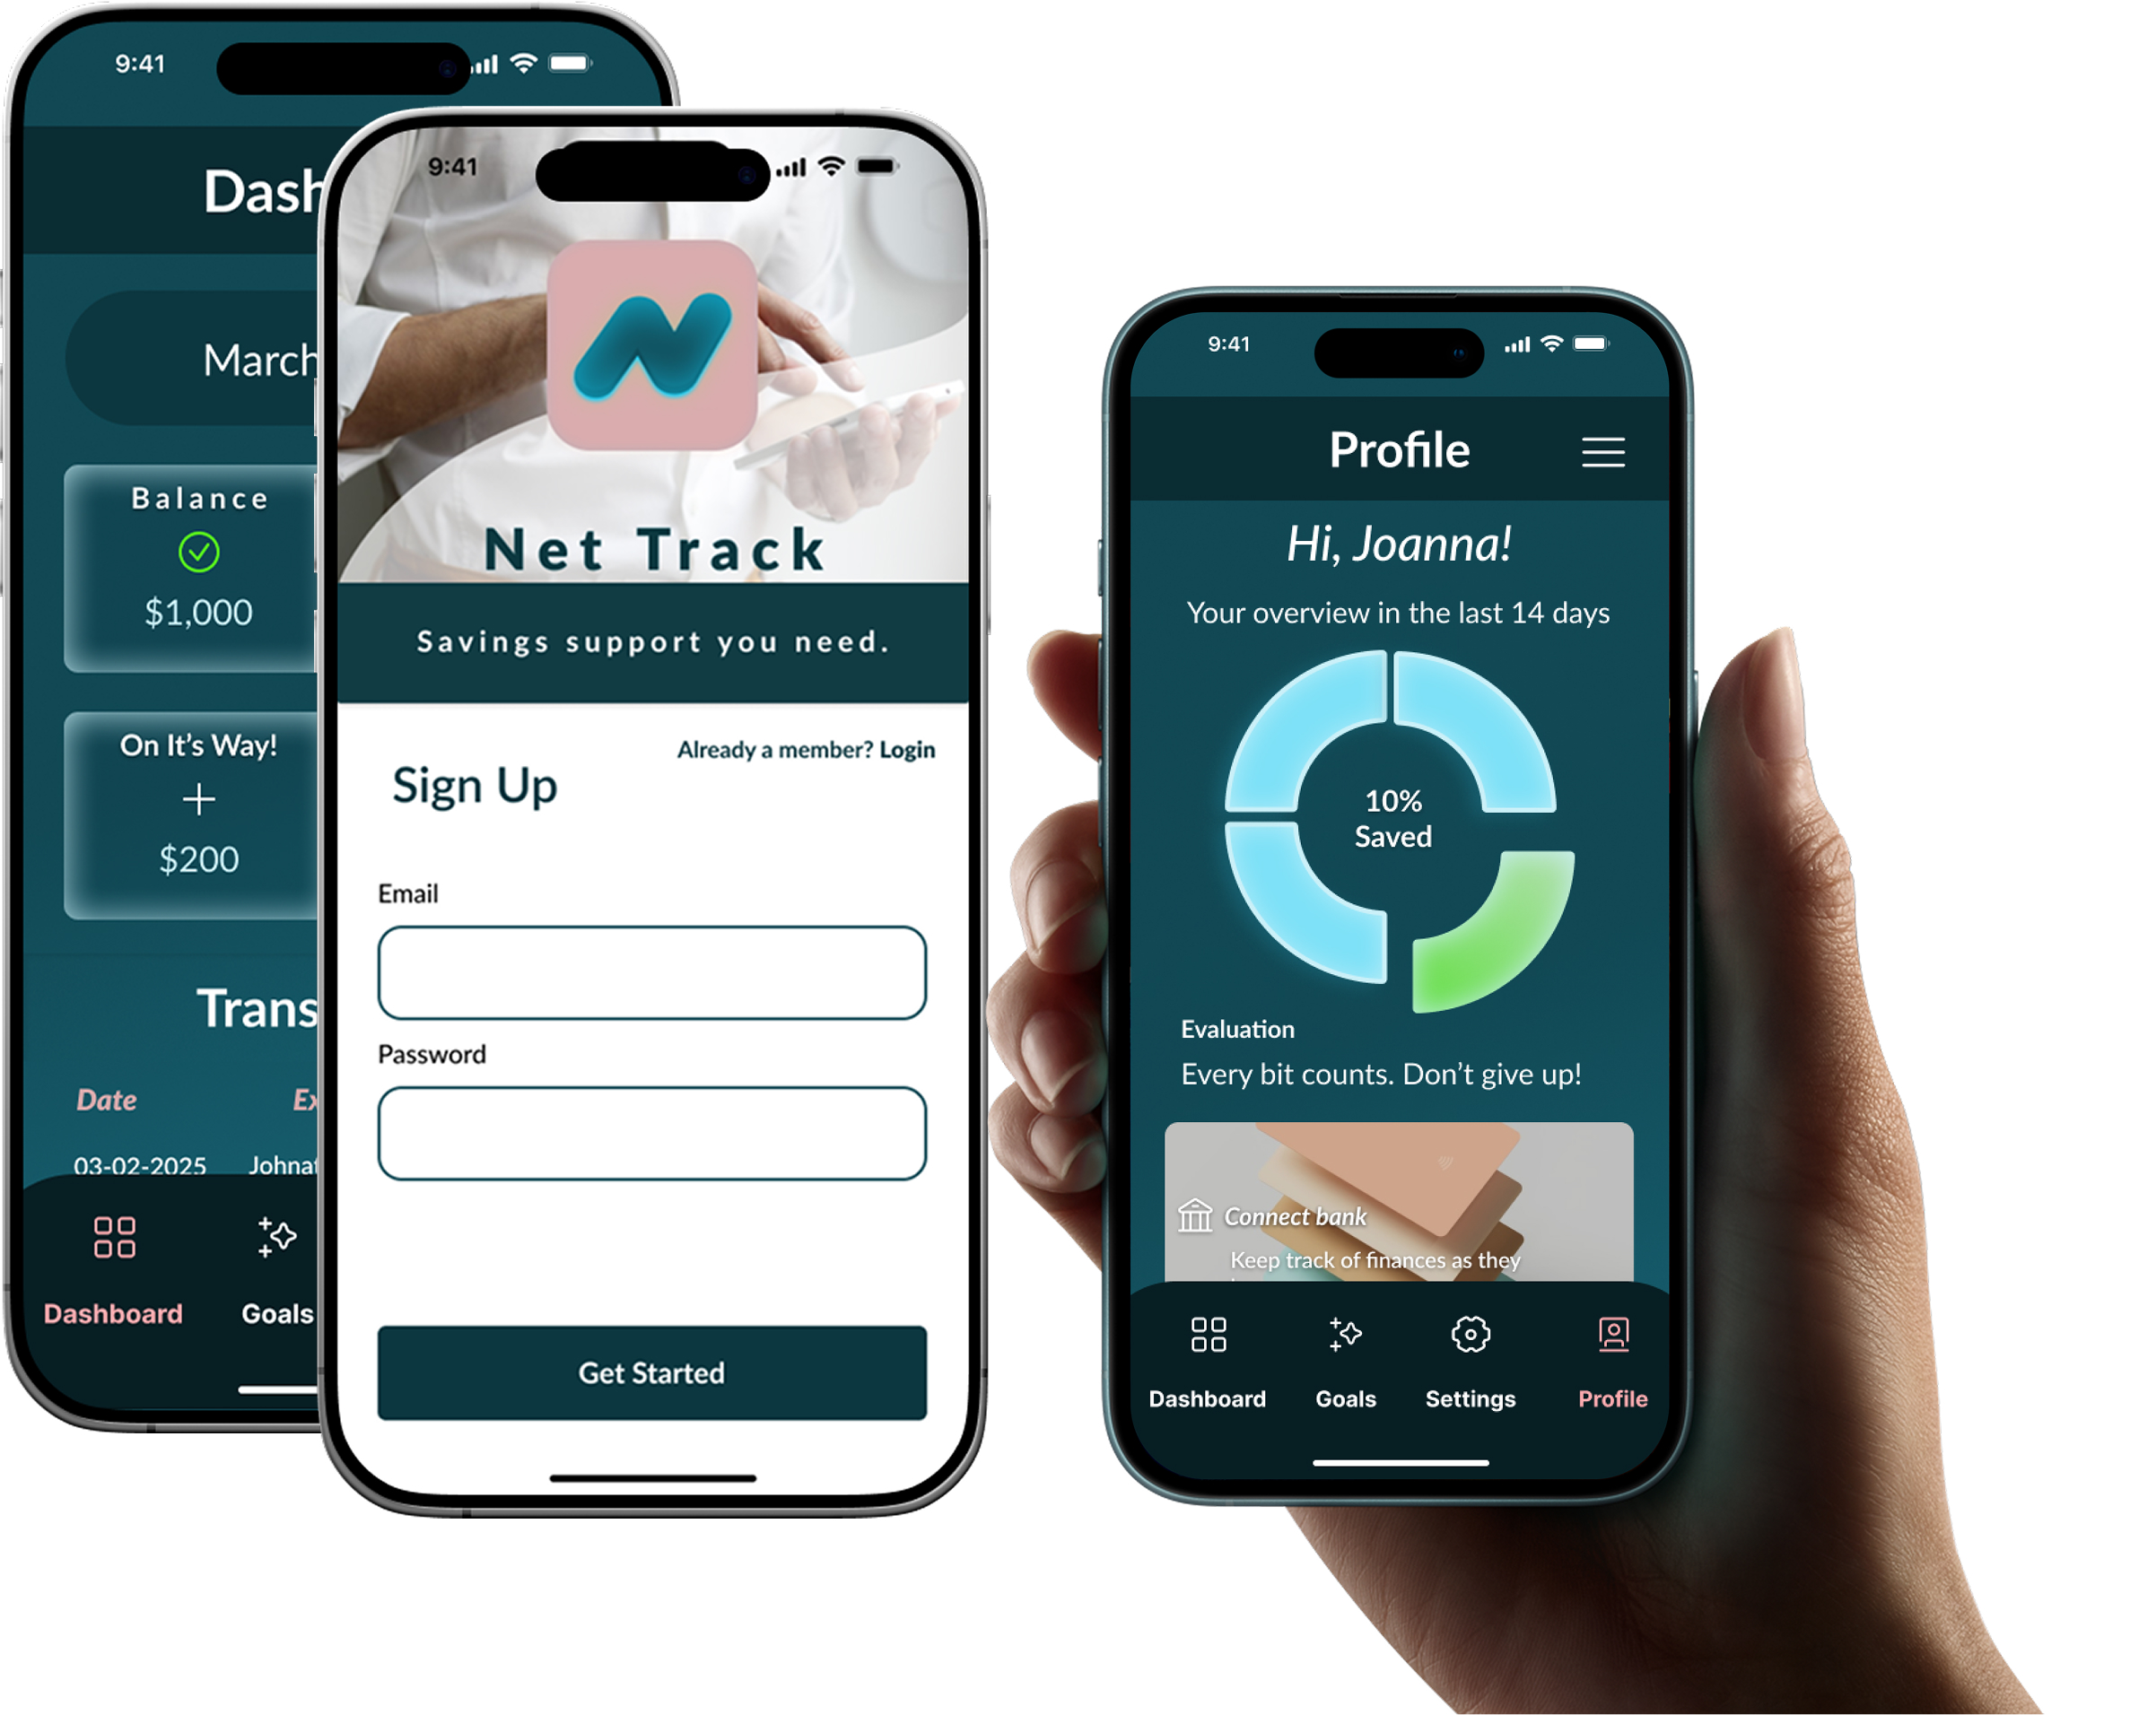 9:41
Dash
March
Balance
$1,000
On It's Way!
$200
Trans
Date
Ex
03-02-2025
Dashboard
Goals
9:41
Net Track
Savings support you need.
Already a member? Login
Sign Up
Email
Password
Get Started
9:41
Profile
Hi, Joanna!
Your overview in the last 14 days
10%
Saved
Evaluation
Every bit counts. Don't give up!
Connect bank
Keep track of finances as they
Dashboard
Goals
Settings
Profile